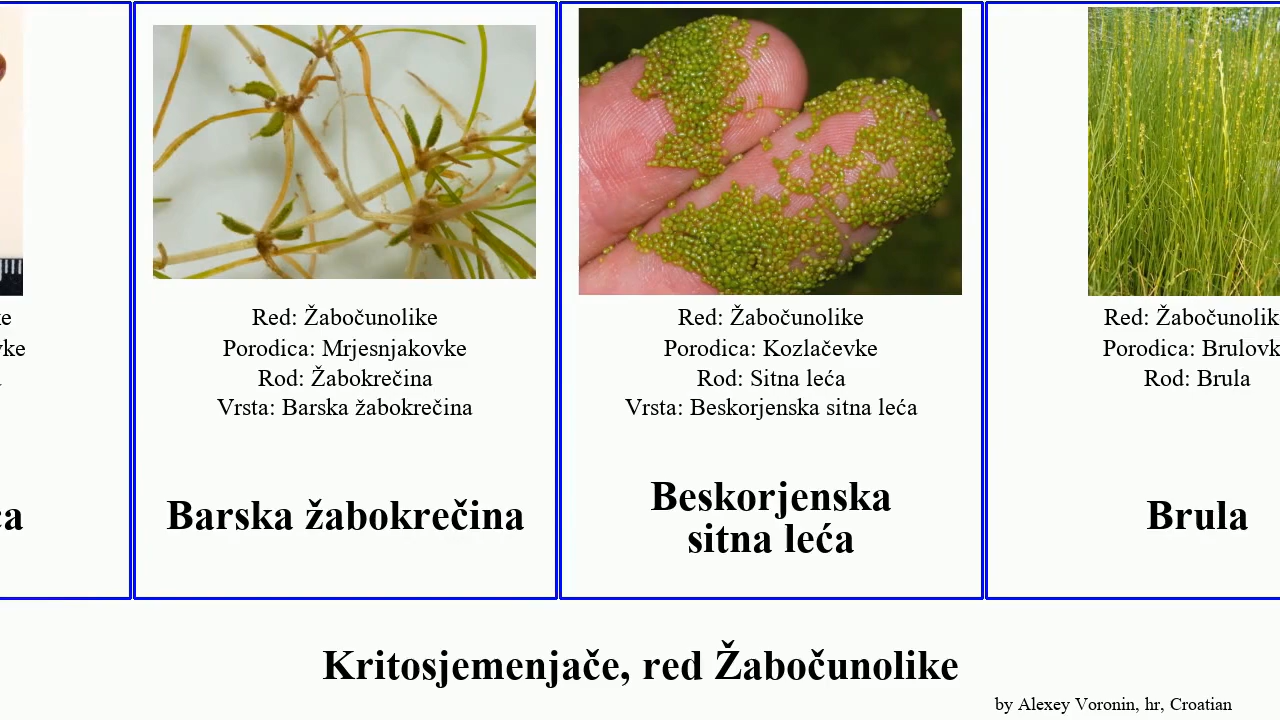 Red: Žabočunolike
Porodica: Mrjesnjakovke
Rod: Žabokrečina
Vrsta: Barska žabokrečina
Barska žabokrečina
Red: Žabočunolike
Porodica: Kozlačevke
Rod: Sitna leća
Vrsta: Beskorjenska sitna leća
Beskorjenska
sitna leća
Red: Žabočunolik
Porodica: Brulovk
Rod: Brula
Brula
Kritosjemenjače, red Žabočunolike
by Alexey Voronin, hr, Croatian